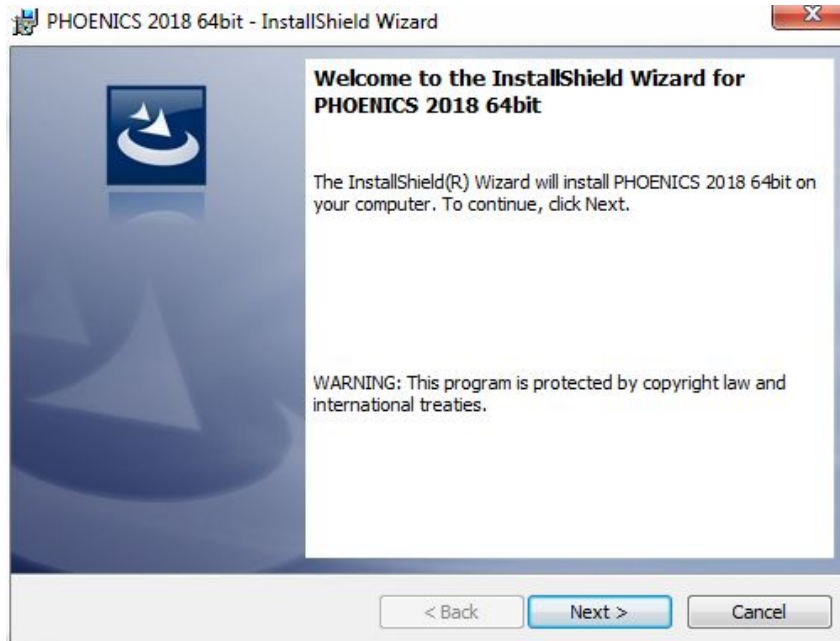 PHOENICS 2018 64bit - InstallShield Wizard
Welcome to the InstallShield Wizard for
PHOENICS 2018 64bit
The InstallShield(R) Wizard will install PHOENICS 2018 64bit on
your computer. To continue, click Next.
WARNING: This program is protected by copyright law and
international treaties.
< Back
Next >
Cancel